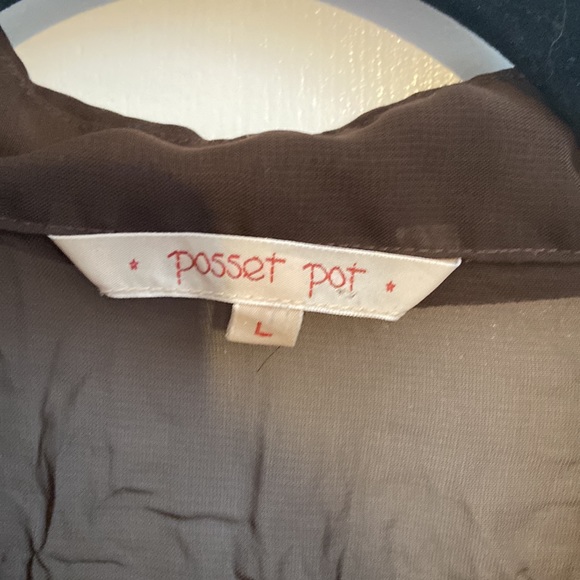 * posset pot *
L